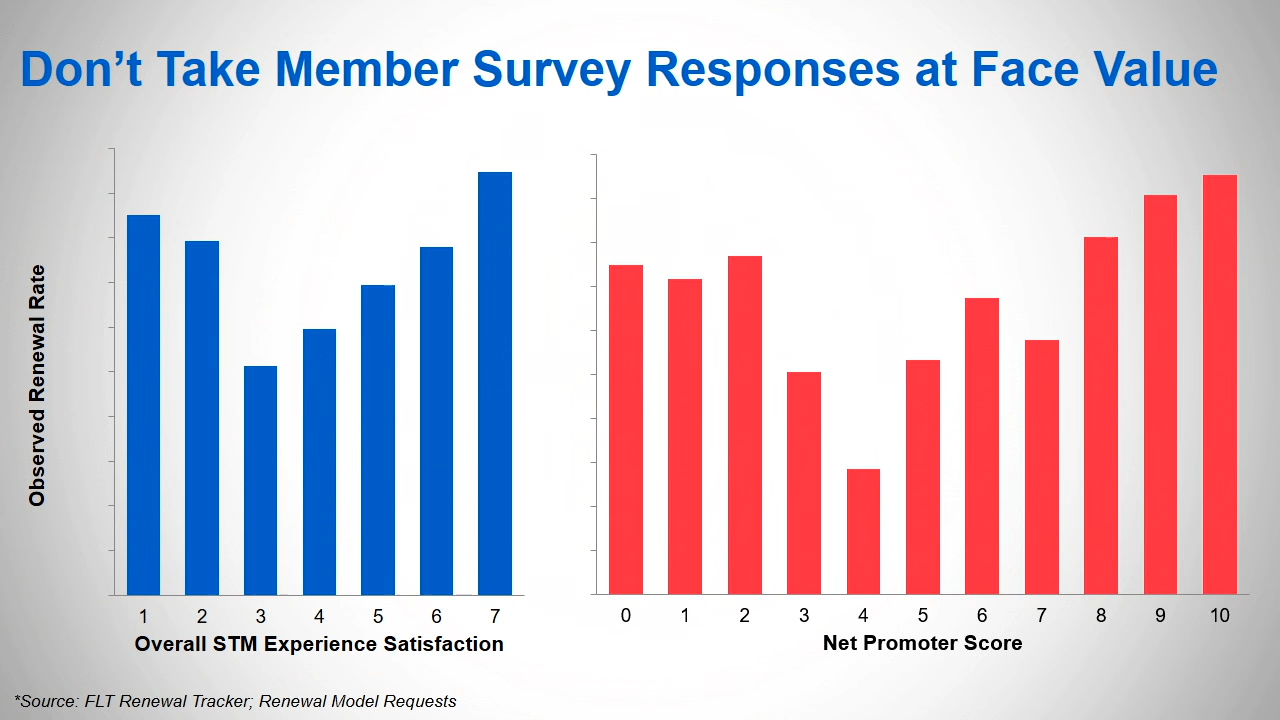 Don't Take Member Survey Responses at Face Value
Observed Renewal Rate
1 2 3 4 5 6 7
Overall STM Experience Satisfaction
0 1 2 3 4 5 6 7 8 9 10
Net Promoter Score
*Source: FLT Renewal Tracker; Renewal Model Requests